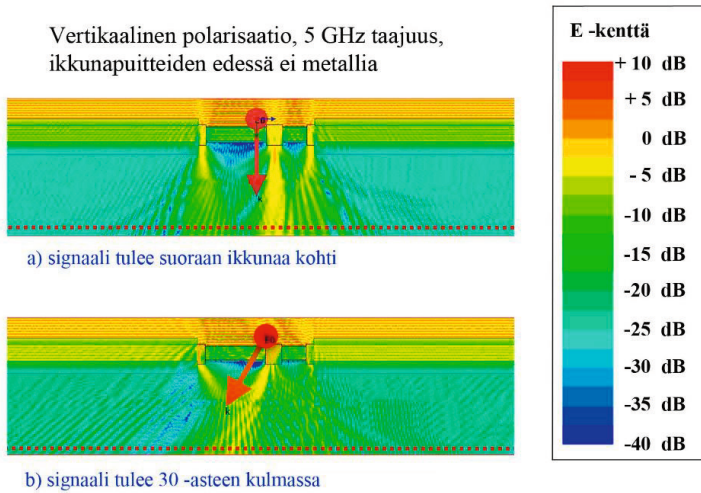 Vertikaalinen polarisaatio, 5 GHz taajuus,
ikkunapuitteiden edessä ei metallia
k
a) signaali tulee suoraan ikkunaa kohti
k
b) signaali tulee 30 -asteen kulmassa
E -kenttä
+ 10 dB
+ 5 dB
0 dB
- 5 dB
-10 dB
-15 dB
-20 dB
-25 dB
-30 dB
-35 dB
-40 dB